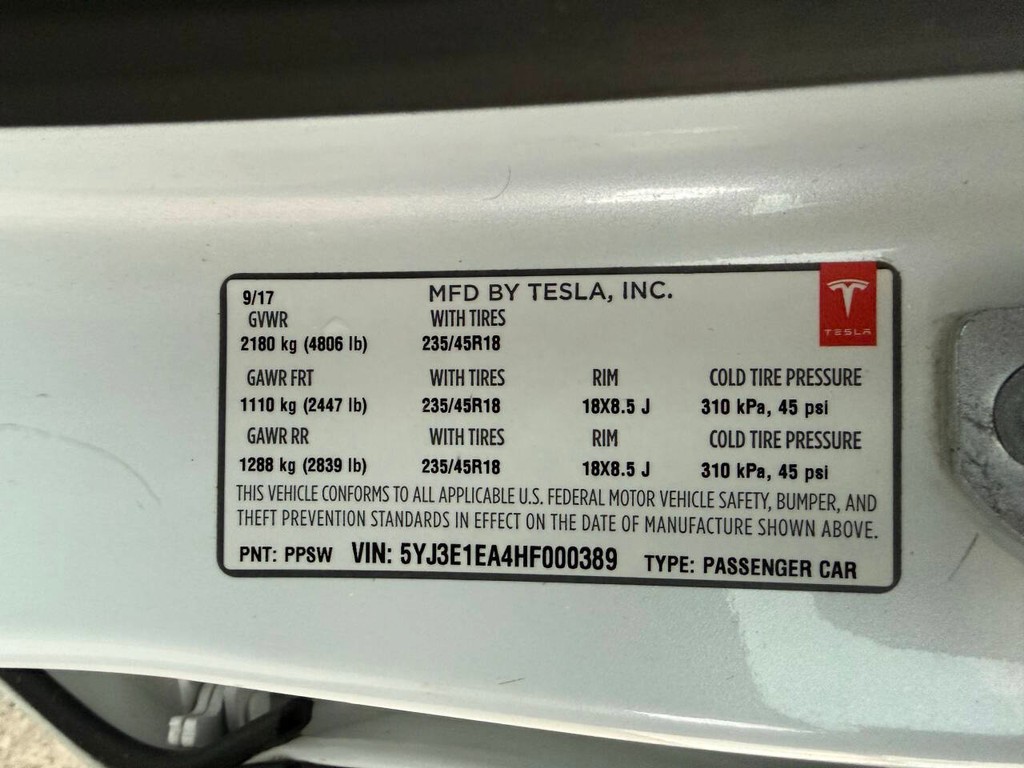 9/17 MFD BY TESLA, INC.
TESLA
GVWR WITH TIRES
2180 kg (4806 lb) 235/45R18
GAWR FRT WITH TIRES RIM COLD TIRE PRESSURE
1110 kg (2447 lb) 235/45R18 18X8.5 J 310 kPa, 45 psi
GAWR RR WITH TIRES RIM COLD TIRE PRESSURE
1288 kg (2839 lb) 235/45R18 18X8.5 J 310 kPa, 45 psi
THIS VEHICLE CONFORMS TO ALL APPLICABLE U.S. FEDERAL MOTOR VEHICLE SAFETY, BUMPER, AND
THEFT PREVENTION STANDARDS IN EFFECT ON THE DATE OF MANUFACTURE SHOWN ABOVE.
PNT: PPSW VIN: 5YJ3E1EA4HF000389 TYPE: PASSENGER CAR